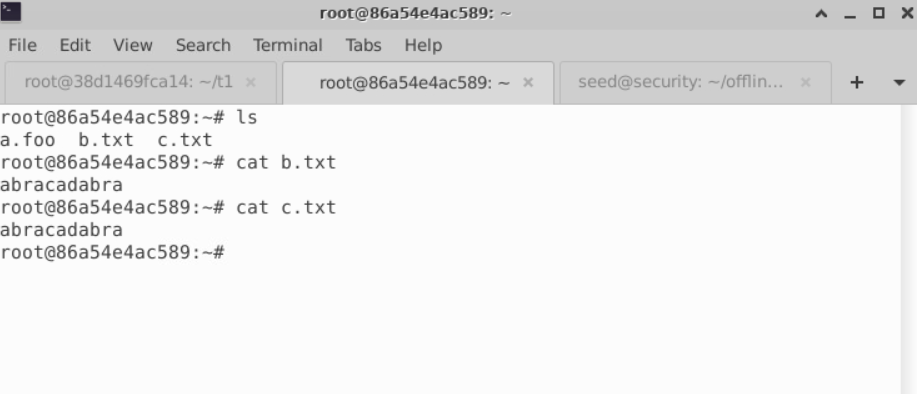 root@86a54e4ac589: ~
File Edit View Search Terminal Tabs Help
root@38d1469fca14: ~/t1 × root@86a54e4ac589: ~ × seed@security: ~/offlin... × +
root@86a54e4ac589:~# ls
a.foo  b.txt  c.txt
root@86a54e4ac589:~# cat b.txt
abracadabra
root@86a54e4ac589:~# cat c.txt
abracadabra
root@86a54e4ac589:~#